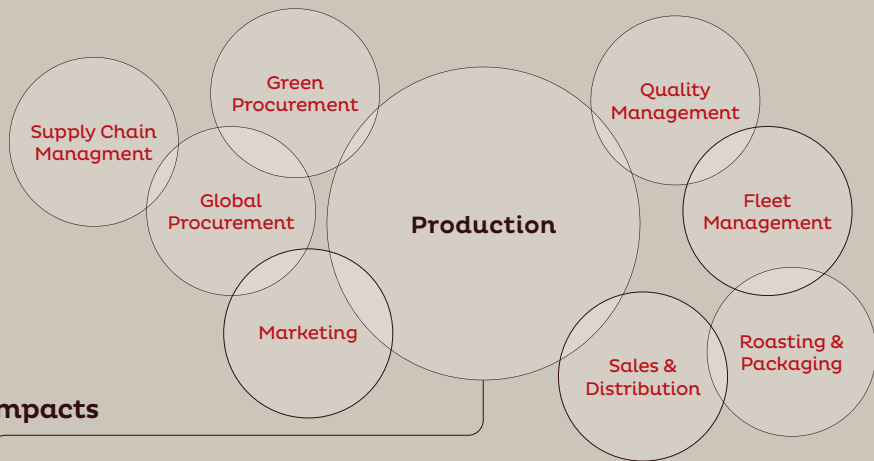 Green
Procurement
Supply Chain
Managment
Global
Procurement
Marketing
Production
Quality
Management
Fleet
Management
Roasting &
Packaging
Sales &
Distribution
mpacts